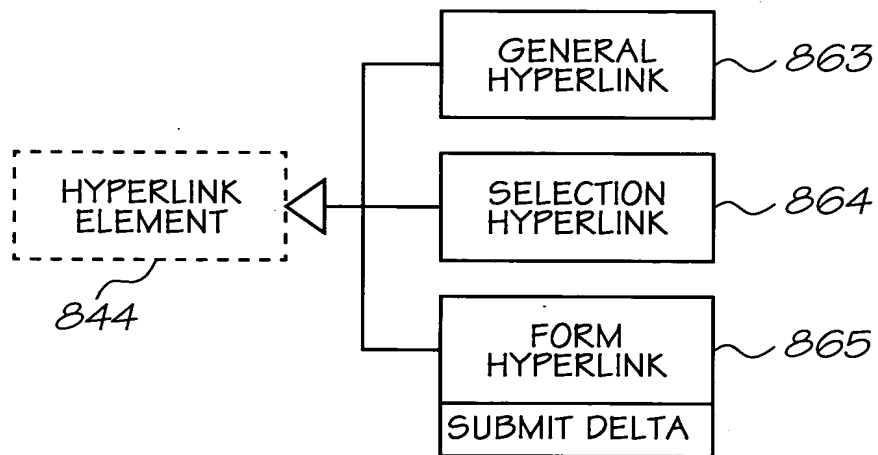 GENERAL
HYPERLINK
863
HYPERLINK
ELEMENT
844
SELECTION
HYPERLINK
864
FORM
HYPERLINK
865
SUBMIT DELTA